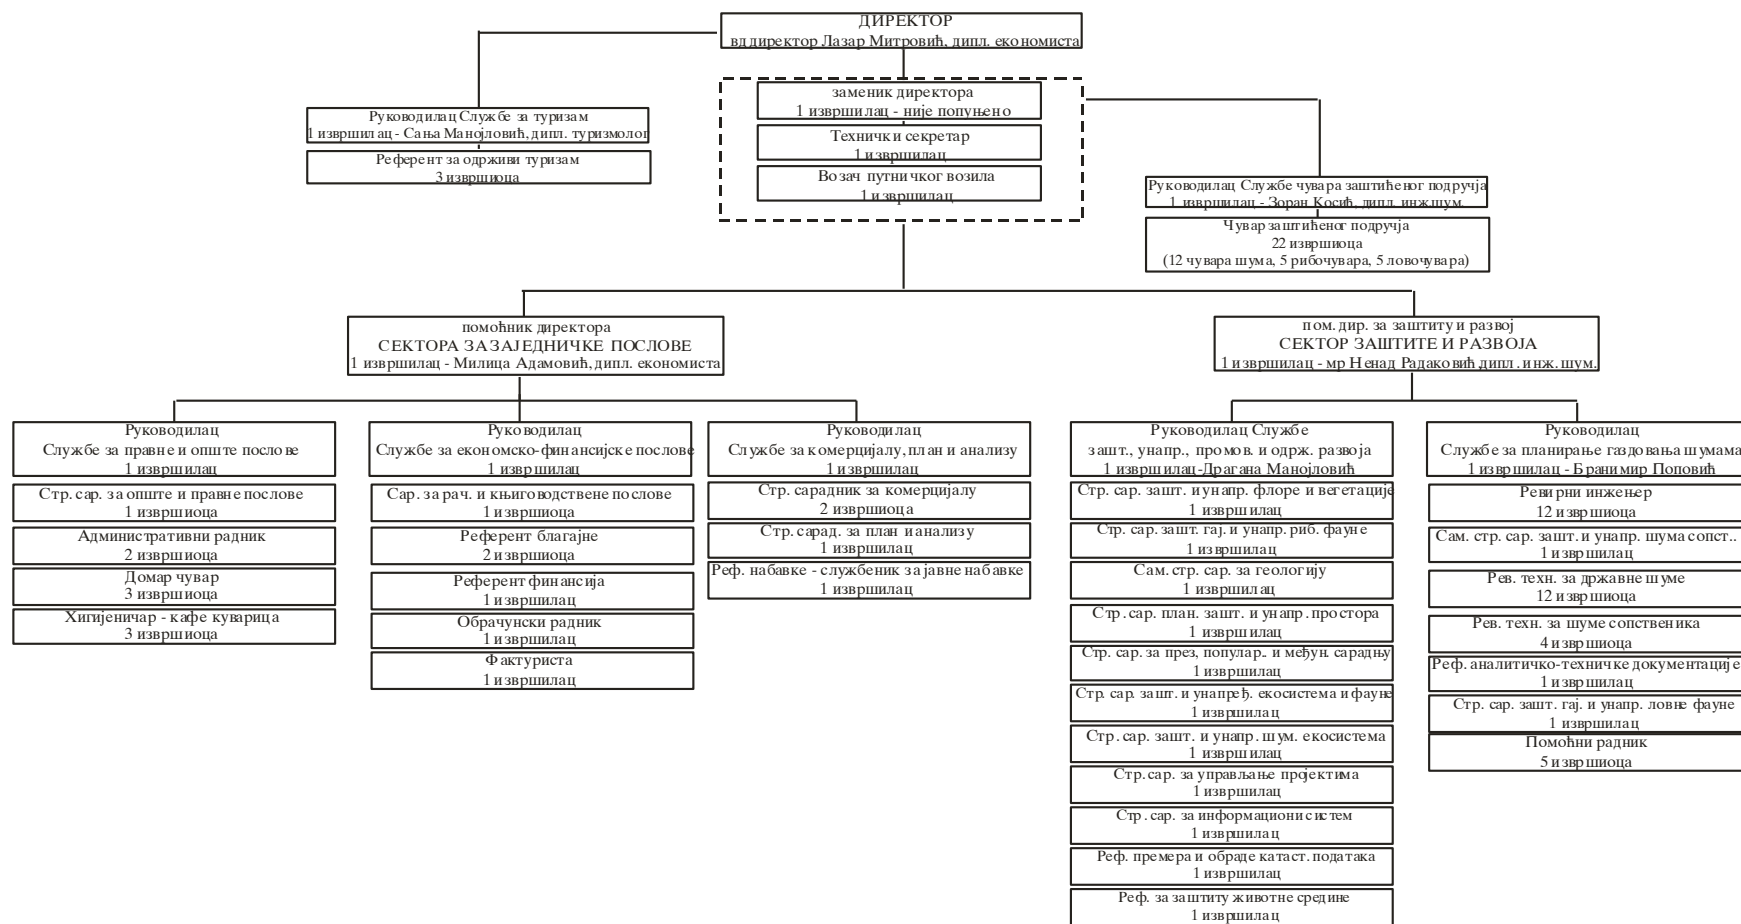 ДИРЕКТОР
вд директор Лазар Митровић, дипл. економиста
заменик директора
1 извршилац - није попуњено
Технички секретар
1 извршилац
Возач путничког возила
1 извршилац
Руководилац Службе за туризам
1 извршилац - Сања Манојловић, дипл. туризмолог
Референт за одрживи туризам
3 извршиоца
Руководилац Службе чувара заштићеног подручја
1 извршилац - Зоран Косић, дипл. инж.шум.
Чувар заштићеног подручја
22 извршиоца
(12 чувара шума, 5 рибочувара, 5 ловочувара)
помоћник директора
СЕКТОРА ЗА ЗАЈЕДНИЧКЕ ПОСЛОВЕ
1 извршилац - Милица Адамовић, дипл. економиста
пом. дир. за заштиту и развој
СЕКТОР ЗАШТИТЕ И РАЗВОЈА
1 извршилац - мр Ненад Радаковић,дипл. инж. шум.
Руководилац
Службе за правне и опште послове
1 извршилац
Стр. сар. за опште и правне послове
1 извршиоца
Административни радник
2 извршиоца
Домар чувар
3 извршиоца
Хигијеничар - кафе куварица
3 извршиоца
Руководилац
Службе за економско-финансијске послове
1 извршилац
Сар. за рач. и књиговодствене послове
1 извршиоца
Референт благајне
2 извршиоца
Референт финансија
1 извршилац
Обрачунски радник
1 извршилац
Фактуриста
1 извршилац
Руководилац
Службе за комерцијалу, план и анализу
1 извршилац
Стр. сарадник за комерцијалу
2 извршиоца
Стр. сарад. за план и анализу
1 извршилац
Реф. набавке - службеник за јавне набавке
1 извршилац
Руководилац Службе
зашт., унапр., промов. и одрж. развоја
1 извршилац-Драгана Манојловић
Стр. сар. зашт. и унапр. флоре и вегетације
1 извршилац
Стр. сар. зашт. гај. и унапр. риб. фауне
1 извршилац
Сам. стр. сар. за геологију
1 извршилац
Стр. сар. план. зашт. и унапр. простора
1 извршилац
Стр. сар. за през, популар.. и међун. сарадњу
1 извршилац
Стр. сар. зашт. и унапређ. екосистема и фауне
1 извршилац
Стр. сар. зашт. и унапр. шум. екосистема
1 извршилац
Стр. сар. за управљање пројектима
1 извршилац
Стр. сар. за информациони систем
1 извршилац
Реф. премера и обраде катаст. података
1 извршилац
Реф. за заштиту животне средине
1 извршилац
Руководилац
Службе за планирање газдовања шумама
1 извршилац - Бранимир Поповић
Ревирни инжењер
12 извршиоца
Сам. стр. сар. зашт. и унапр. шума сопст..
1 извршилац
Рев. техн. за државне шуме
12 извршиоца
Рев. техн. за шуме сопственика
4 извршиоца
Реф. аналитичко-техничке документације
1 извршилац
Стр. сар. зашт. гај. и унапр. ловне фауне
1 извршилац
Помоћни радник
5 извршиоца